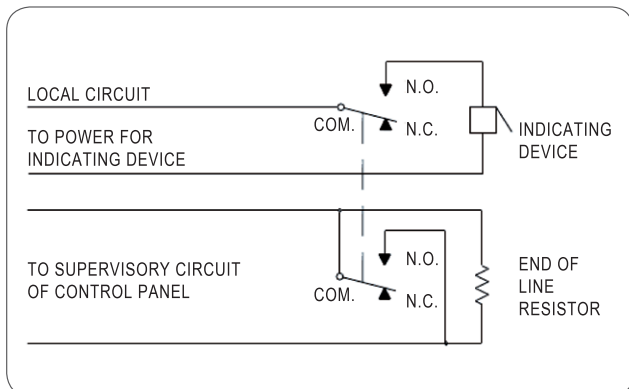 LOCAL CIRCUIT
TO POWER FOR
INDICATING DEVICE
COM.
N.O.
N.C.
INDICATING
DEVICE
TO SUPERVISORY CIRCUIT
OF CONTROL PANEL
COM.
N.O.
N.C.
END OF
LINE
RESISTOR